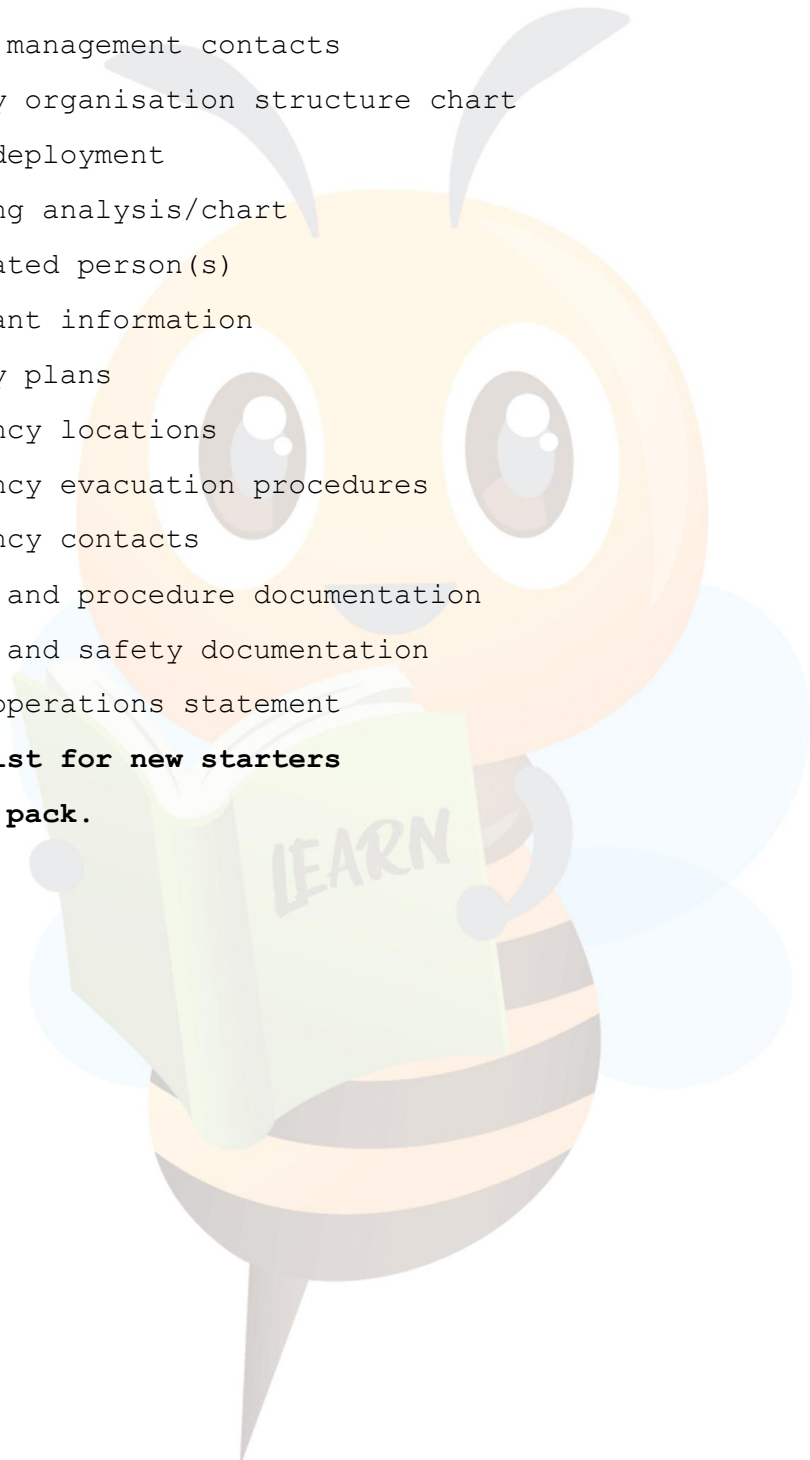 management contacts
y organisation structure chart
deployment
ng analysis/chart
ated person(s)
ant information
y plans
ncy locations
ncy evacuation procedures
ncy contacts
and procedure documentation
and safety documentation
operations statement
ist for new starters
pack.
LEARN